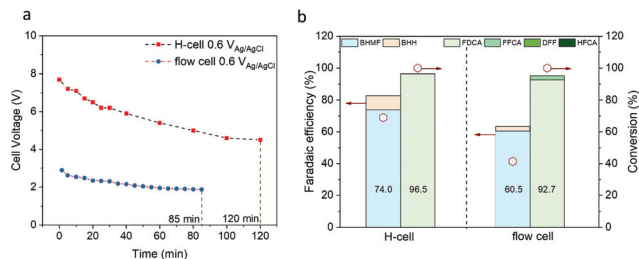 a
H-cell 0.6 VAg/AgCl
flow cell 0.6 VAg/AgCl
Cell Voltage (V)
10
8
6
4
2
0
85 min
120 min
0 20 40 60 80 100 120
Time (min)
b
BHMF BHH FDCA FFCA DFF HFCA
Faradaic efficiency (%)
120
100
80
60
40
20
0
74.0 96.5 60.5 92.7
H-cell flow cell
120
100
80
60
40
20
0
Conversion (%)